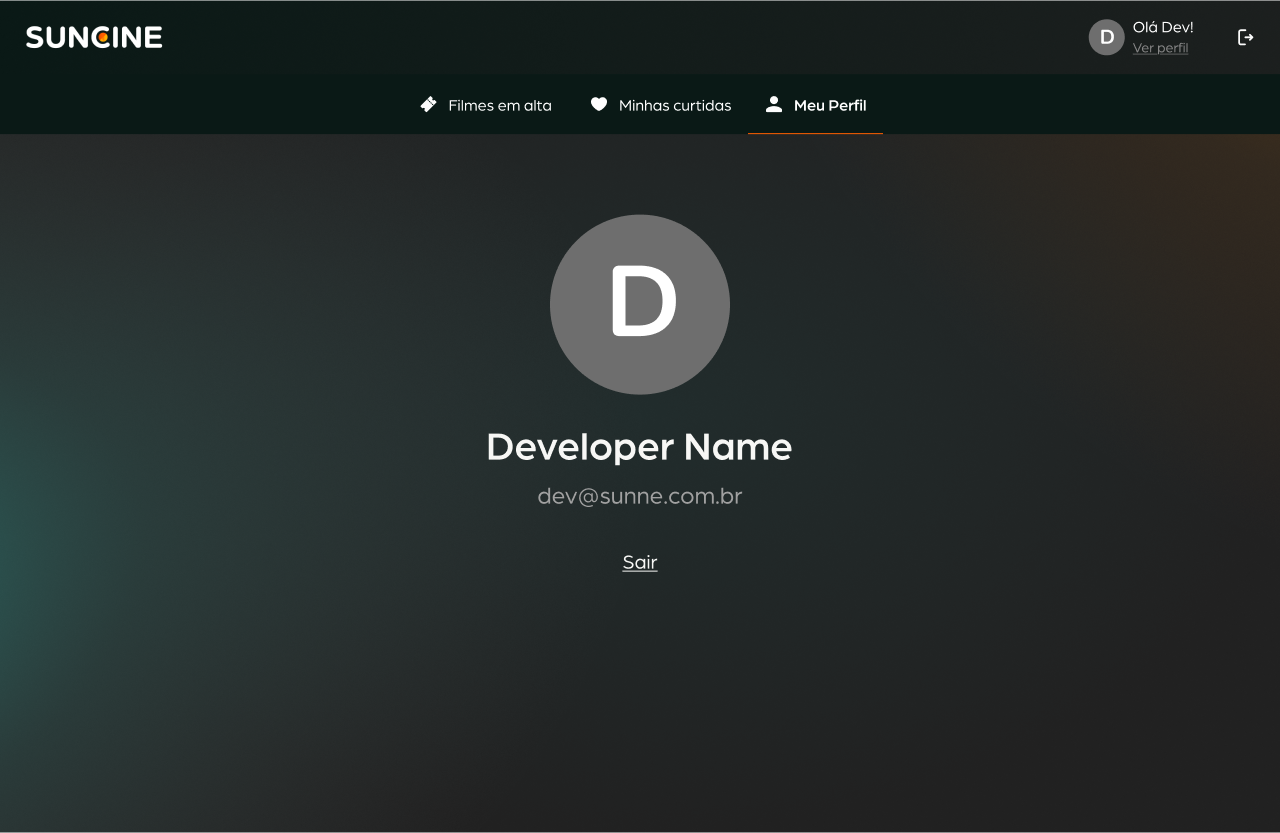 SUNCINE
D
Olá Dev!
Ver perfil
Filmes em alta
Minhas curtidas
Meu Perfil
D
Developer Name
dev@sunne.com.br
Sair